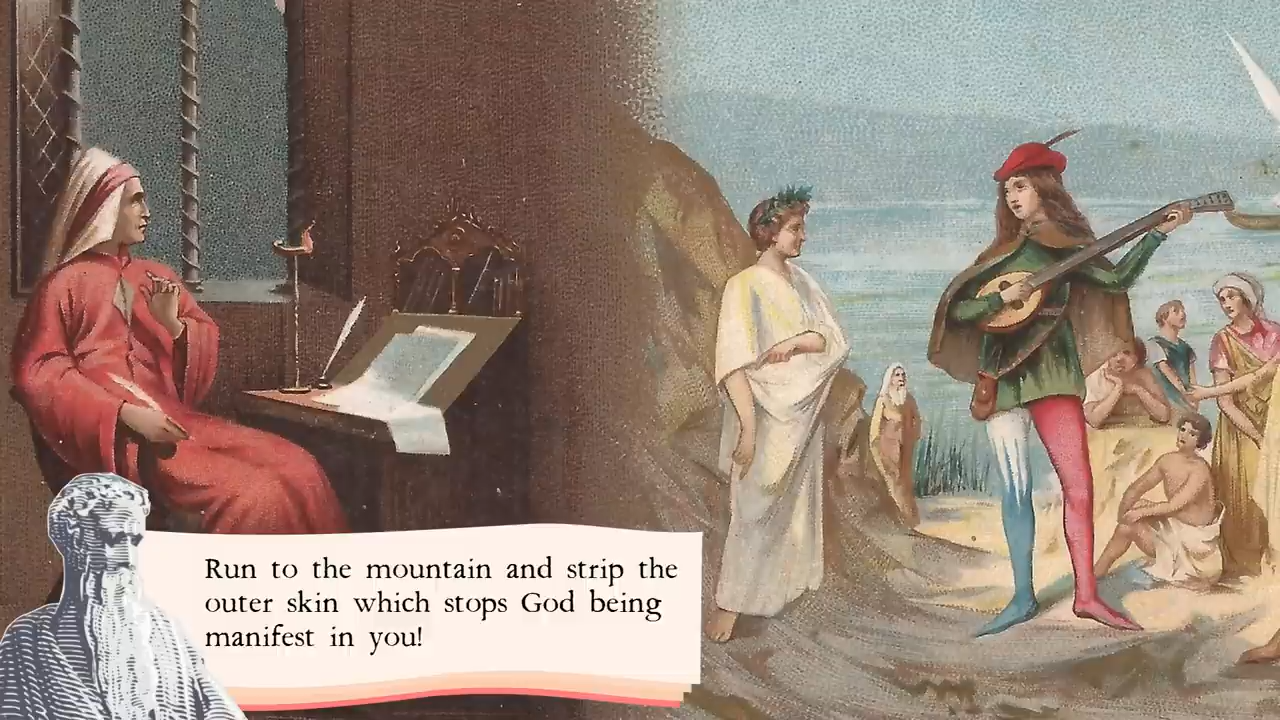 Run to the mountain and strip the
outer skin which stops God being
manifest in you!